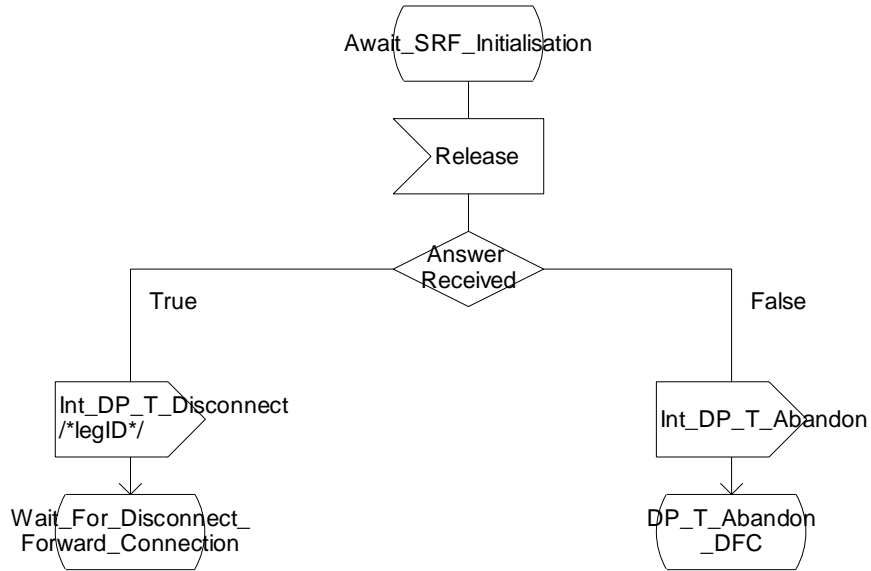 Await_SRF_Initialisation
Release
Answer
Received
True
False
Int_DP_T_Disconnect
/*legID*/
Int_DP_T_Abandon
Wait_For_Disconnect_
Forward_Connection
DP_T_Abandon
_DFC